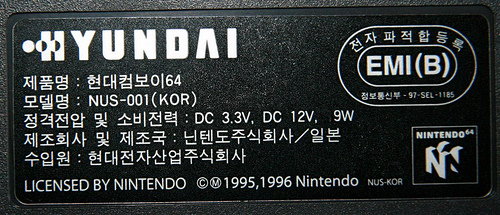 HYUNDAI
전자파적합등록
EMI(B)
정보통신부 - 97-SEL-1185
제품명 : 현대컴보이64
모델명 : NUS-001(KOR)
정격전압 및 소비전력 : DC 3.3V, DC 12V, 9W
제조회사 및 제조국 : 닌텐도주식회사/일본
수입원 : 현대전자산업주식회사
NINTENDO64
N
LICENSED BY NINTENDO ©Ⓜ1995,1996 Nintendo NUS-KOR